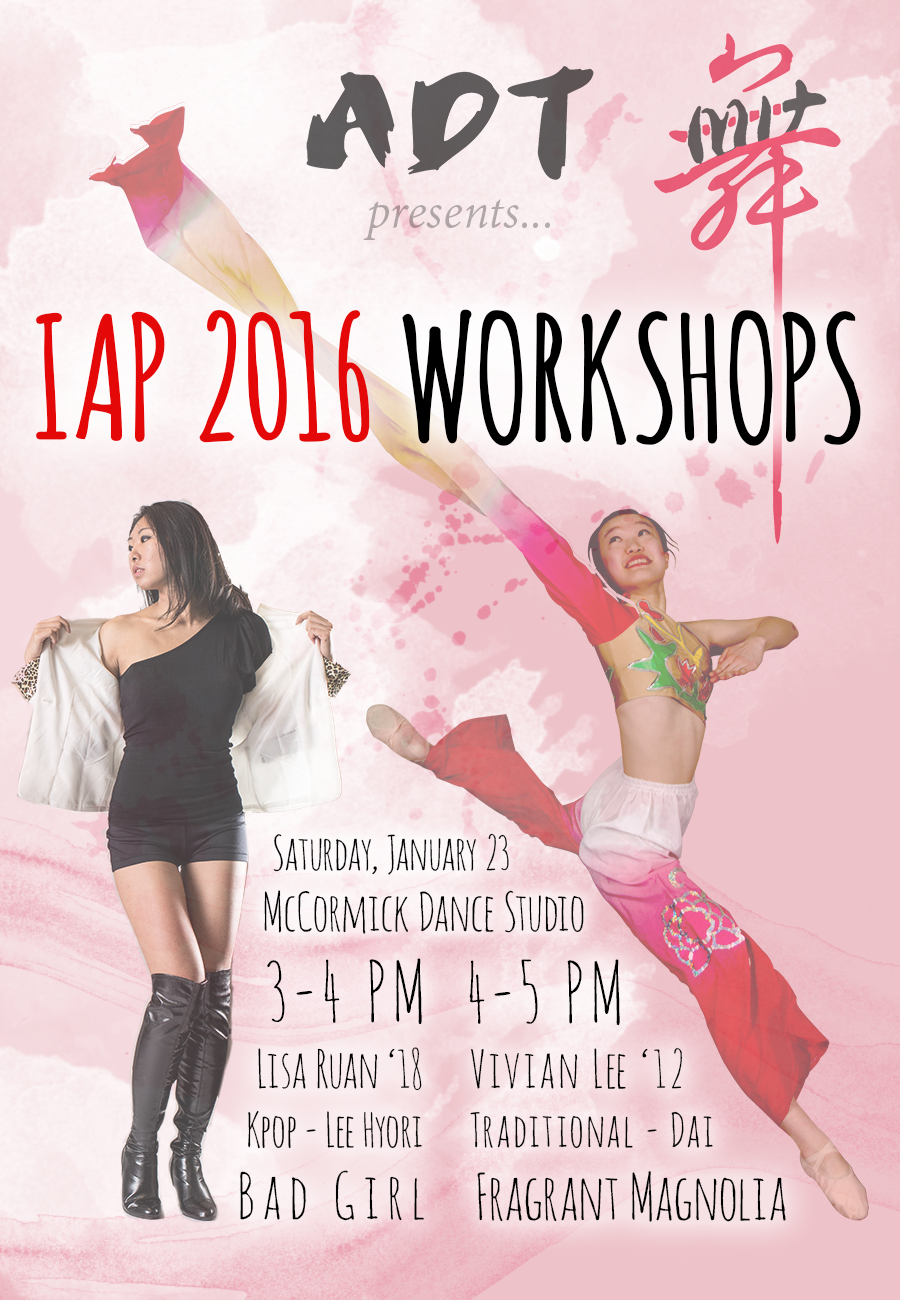 ADT
舞
presents...
IAP 2016 WORKSHOPS
Saturday, January 23
McCormick Dance Studio
3-4 PM
Lisa Ruan ‘18
Kpop - Lee Hyori
Bad Girl
4-5 PM
Vivian Lee ‘12
Traditional - Dai
Fragrant Magnolia